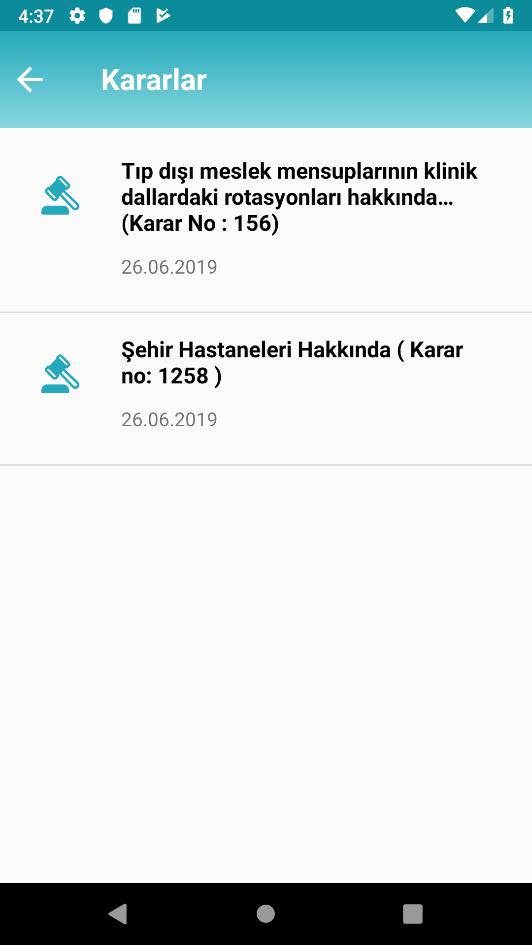 4:37
Kararlar
Tıp dışı meslek mensuplarının klinik
dallardaki rotasyonları hakkında…
(Karar No : 156)
26.06.2019
Şehir Hastaneleri Hakkında ( Karar
no: 1258 )
26.06.2019